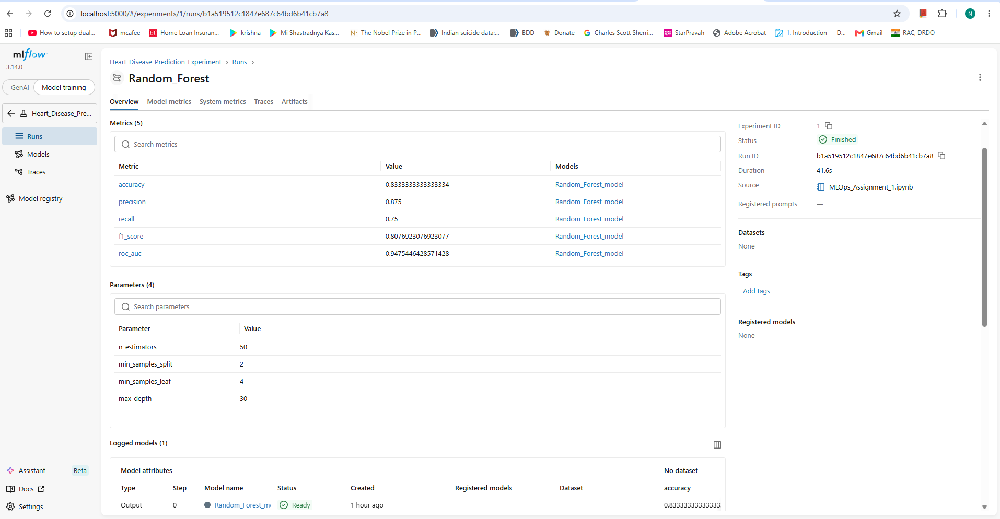 localhost:5000/#/experiments/1/runs/b1a519512c1847e687c64bd6b41cb7a8
N
How to setup dual... mcafee ET Home Loan Insuran... krishna Mi Shastradnya Kas... N· The Nobel Prize in P... Indian suicide data:... BDD Donate G Charles Scott Sherri... TATA PLAY StarPravah Adobe Acrobat 1. Introduction — D... Gmail RAC, DRDO
mlflow
3.14.0
GenAI Model training
Heart_Disease_Pre...
Runs
Models
Traces
Model registry
Assistant Beta
Docs
Settings
Heart_Disease_Prediction_Experiment › Runs ›
Random_Forest
Overview Model metrics System metrics Traces Artifacts
Metrics (5)
Search metrics
Metric Value Models
accuracy 0.8333333333333334 Random_Forest_model
precision 0.875 Random_Forest_model
recall 0.75 Random_Forest_model
f1_score 0.8076923076923077 Random_Forest_model
roc_auc 0.9475446428571428 Random_Forest_model
Parameters (4)
Search parameters
Parameter Value
n_estimators 50
min_samples_split 2
min_samples_leaf 4
max_depth 30
Logged models (1)
Model attributes No dataset
Type Step Model name Status Created Registered models Dataset accuracy
Output 0 Random_Forest_m Ready 1 hour ago - - 0.83333333333333
Experiment ID 1
Status Finished
Run ID b1a519512c1847e687c64bd6b41cb7a8
Duration 41.6s
Source MLOps_Assignment_1.ipynb
Registered prompts —
Datasets
None
Tags
Add tags
Registered models
None